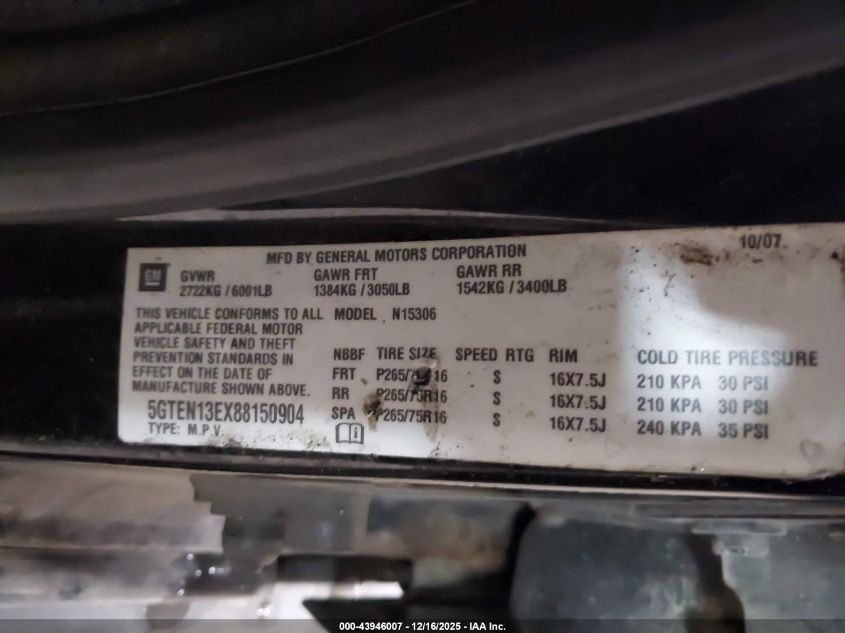 MFD BY GENERAL MOTORS CORPORATION 10/07
GM
GVWR GAWR FRT GAWR RR
2722KG / 6001LB 1384KG / 3050LB 1542KG / 3400LB
THIS VEHICLE CONFORMS TO ALL MODEL N15306
APPLICABLE FEDERAL MOTOR
VEHICLE SAFETY AND THEFT
PREVENTION STANDARDS IN
EFFECT ON THE DATE OF
MANUFACTURE SHOWN ABOVE.
5GTEN13EX88150904
TYPE: M.P.V
NBBF TIRE SIZE SPEED RTG RIM COLD TIRE PRESSURE
FRT P265/75R16 S 16X7.5J 210 KPA 30 PSI
RR P265/75R16 S 16X7.5J 210 KPA 30 PSI
SPA P265/75R16 S 16X7.5J 240 KPA 35 PSI
000-43946007 - 12/16/2025 - IAA Inc.